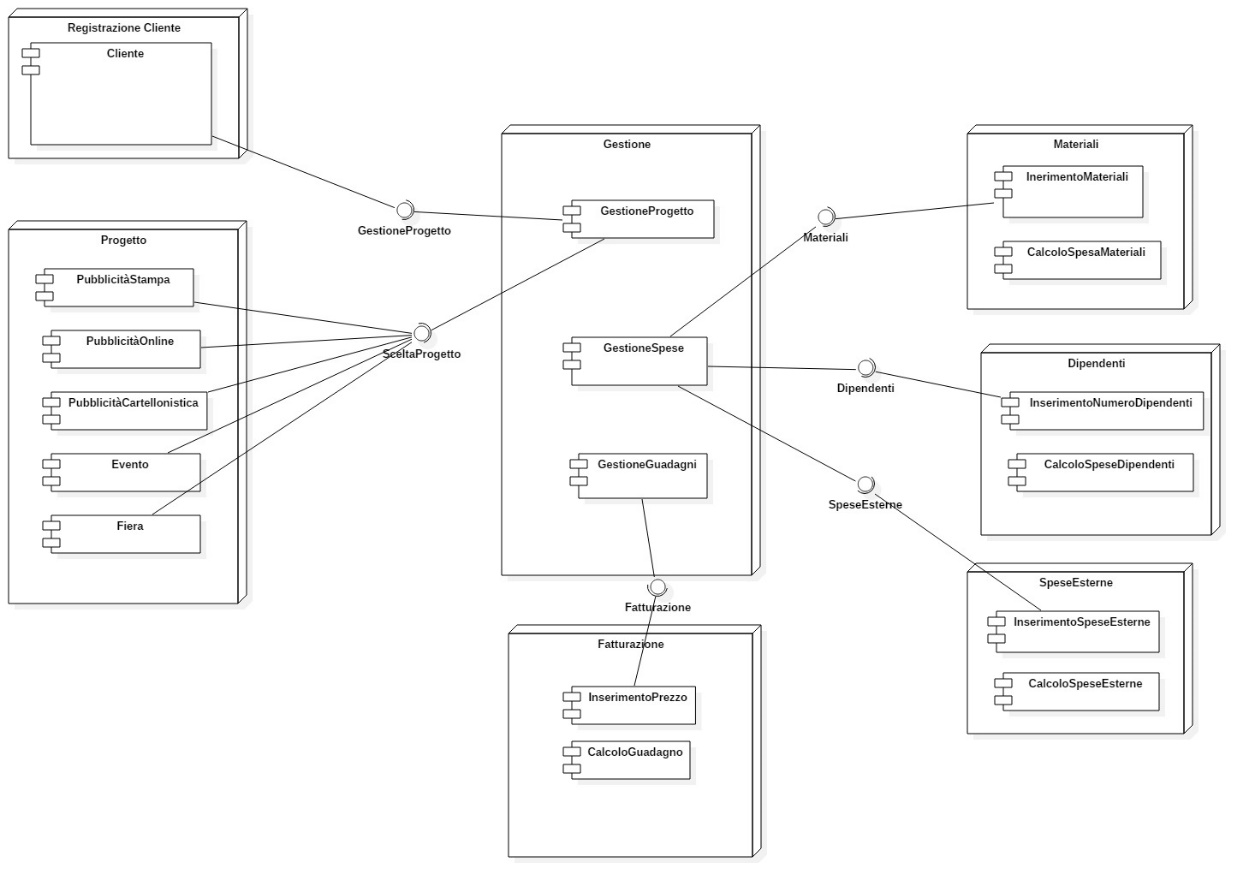 Registrazione Cliente
Cliente
GestioneProgetto
Progetto
PubblicitàStampa
PubblicitàOnline
PubblicitàCartellonistica
Evento
Fiera
SceltaProgetto
Gestione
GestioneProgetto
GestioneSpese
GestioneGuadagni
Fatturazione
Fatturazione
InserimentoPrezzo
CalcoloGuadagno
Materiali
Dipendenti
SpeseEsterne
Materiali
InerimentoMateriali
CalcoloSpesaMateriali
Dipendenti
InserimentoNumeroDipendenti
CalcoloSpeseDipendenti
SpeseEsterne
InserimentoSpeseEsterne
CalcoloSpeseEsterne